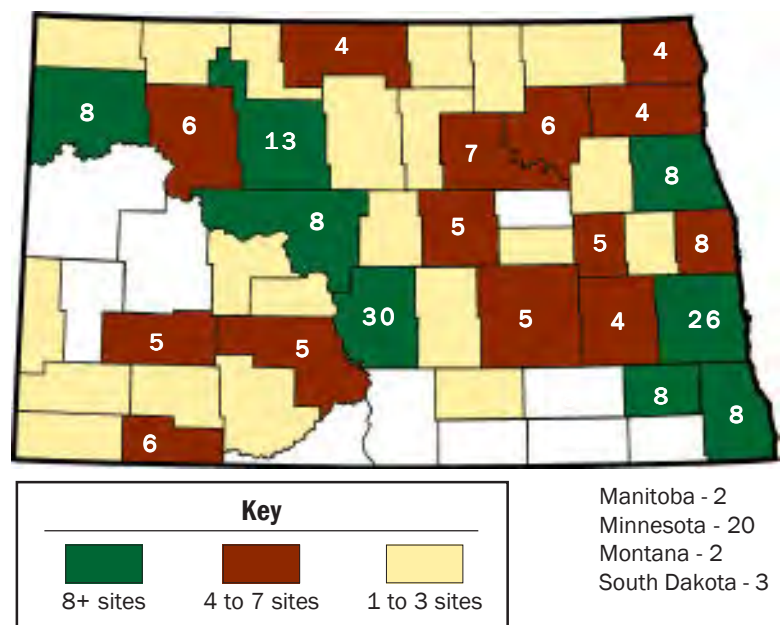 4
4
8
6
13
7
6
4
8
8
5
5
8
30
5
4
26
5
5
8
8
6
Key
8+ sites
4 to 7 sites
1 to 3 sites
Manitoba - 2
Minnesota - 20
Montana - 2
South Dakota - 3